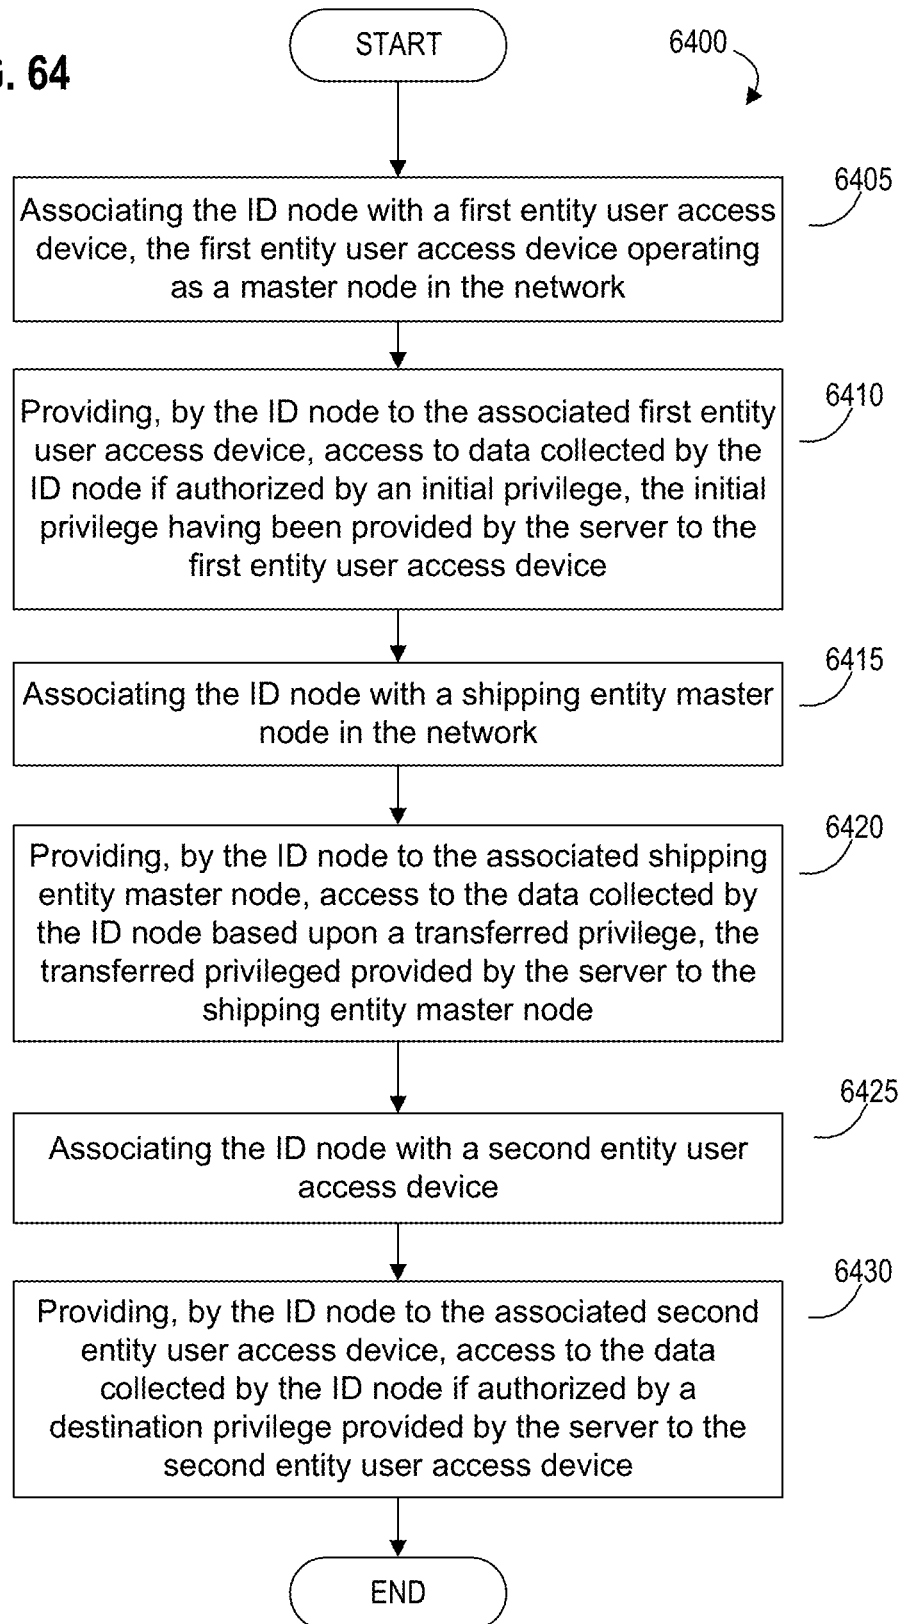 START
6400
64
6405
Associating the ID node with a first entity user access
device, the first entity user access device operating
as a master node in the network
6410
Providing, by the ID node to the associated first entity
user access device, access to data collected by the
ID node if authorized by an initial privilege, the initial
privilege having been provided by the server to the
first entity user access device
6415
Associating the ID node with a shipping entity master
node in the network
6420
Providing, by the ID node to the associated shipping
entity master node, access to the data collected by
the ID node based upon a transferred privilege, the
transferred privileged provided by the server to the
shipping entity master node
6425
Associating the ID node with a second entity user
access device
6430
Providing, by the ID node to the associated second
entity user access device, access to the data
collected by the ID node if authorized by a
destination privilege provided by the server to the
second entity user access device
END